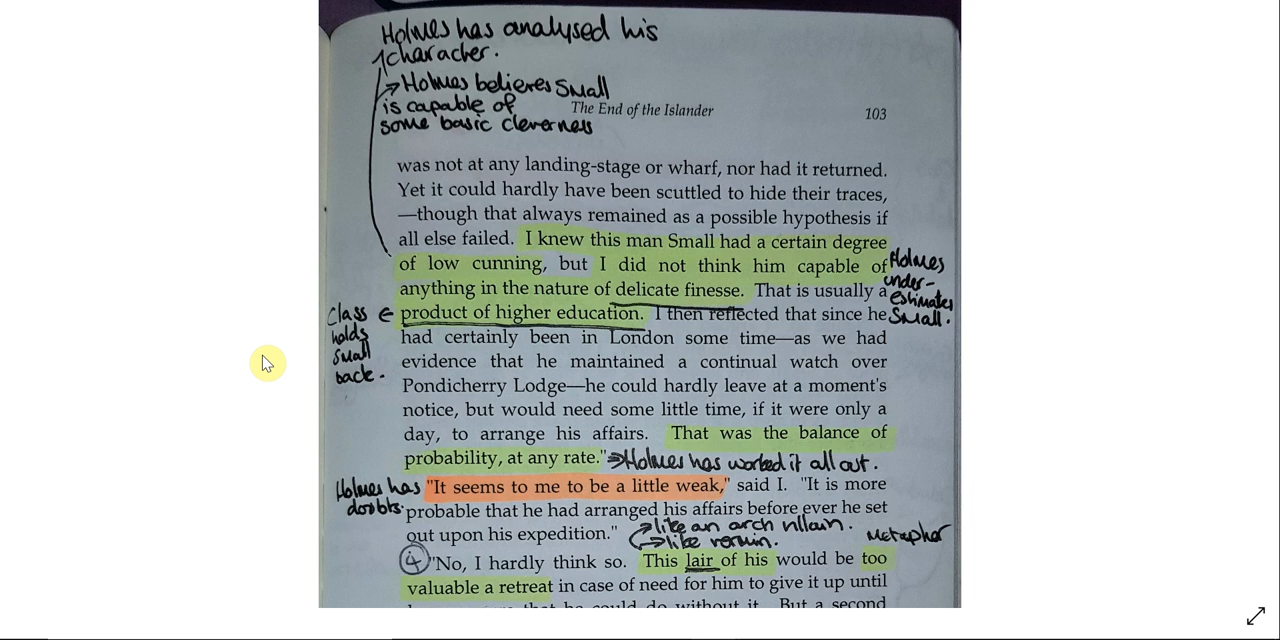 Holmes has analysed his
character.
→ Holmes believes Small
is capable of
some basic cleverness
The End of the Islander
103
was not at any landing-stage or wharf, nor had it returned.
Yet it could hardly have been scuttled to hide their traces,
—though that always remained as a possible hypothesis if
all else failed. I knew this man Small had a certain degree
of low cunning, but I did not think him capable of
anything in the nature of delicate finesse. That is usually a
product of higher education. I then reflected that since he
had certainly been in London some time—as we had
evidence that he maintained a continual watch over
Pondicherry Lodge—he could hardly leave at a moment's
notice, but would need some little time, if it were only a
day, to arrange his affairs. That was the balance of
probability, at any rate."
Holmes
under-
estimates
Small.
Class
holds
Small
back.
→Holmes has worked it all out.
Holmes has
doubts.
"It seems to me to be a little weak," said I. "It is more
probable that he had arranged his affairs before ever he set
out upon his expedition."
→like an arch villain.
→like vermin.
Metaphor
④
"No, I hardly think so. This lair of his would be too
valuable a retreat in case of need for him to give it up until
could do without it. But a second